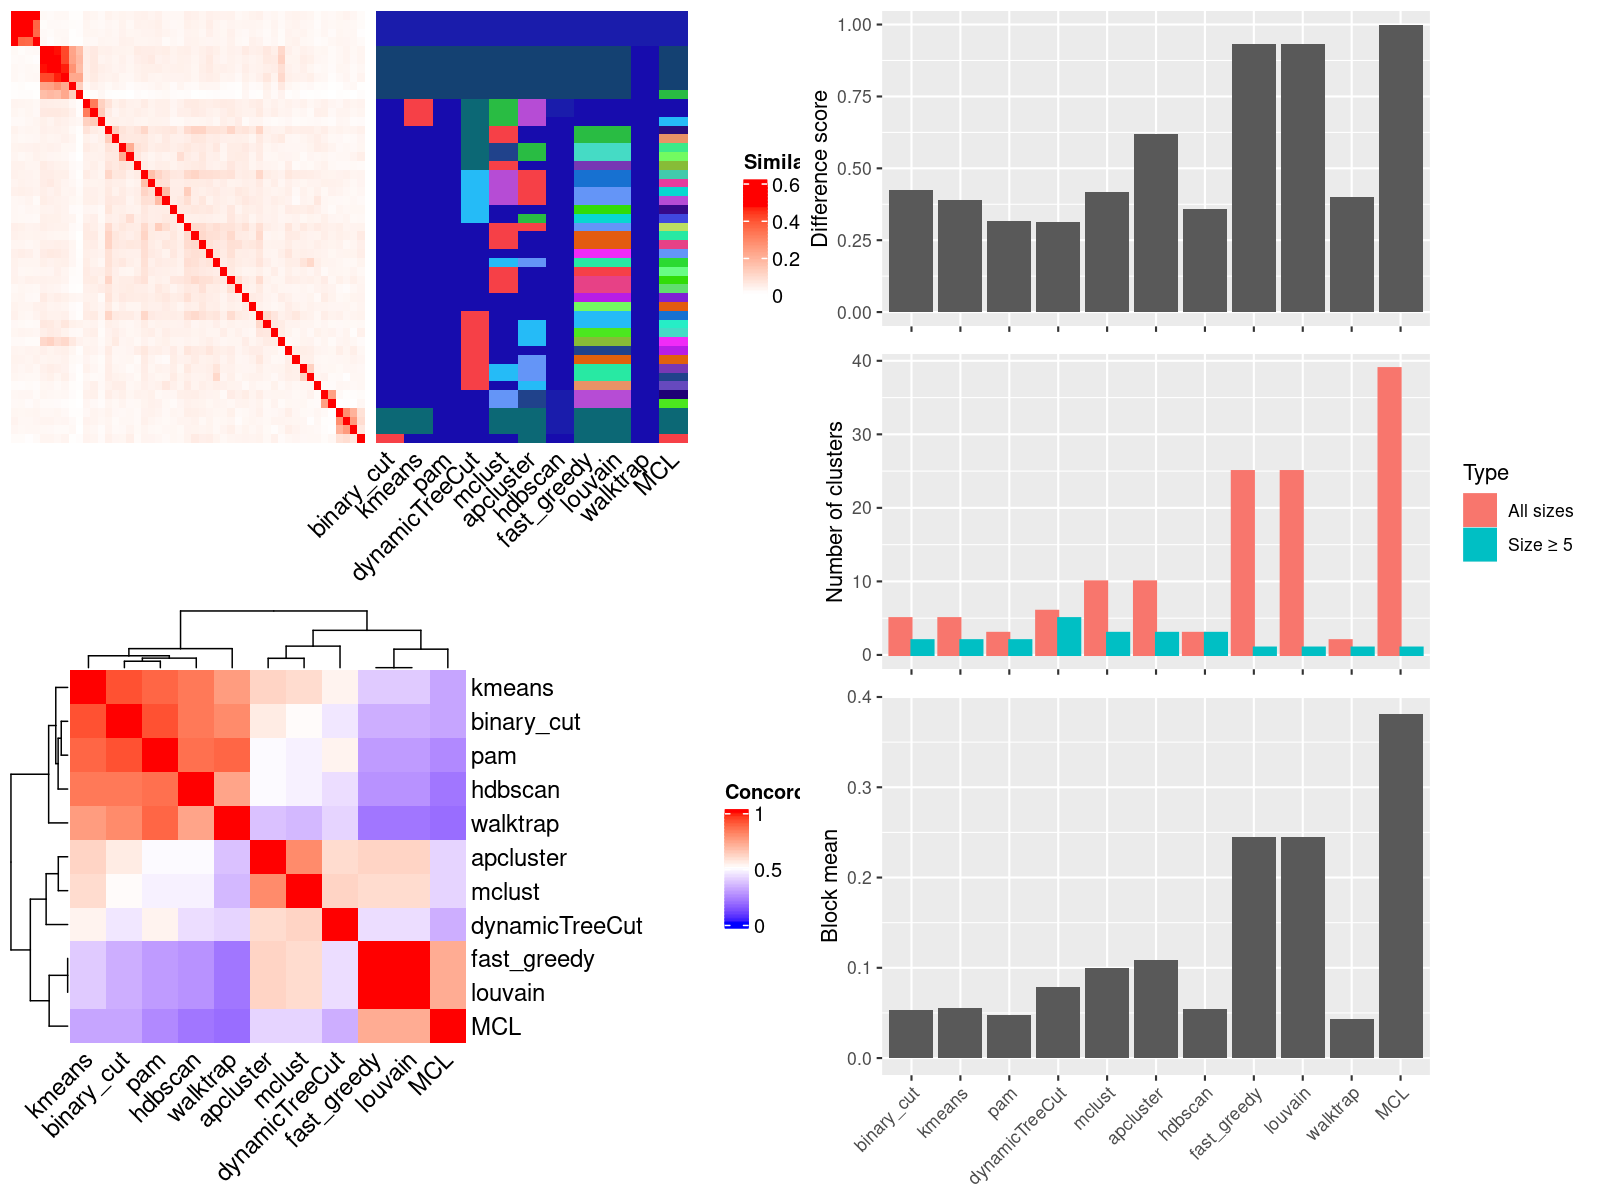 Simila
0.6
0.4
0.2
0
binary_cut
kmeans
pam
dynamicTreeCut
mclust
apcluster
hdbscan
fast_greedy
louvain
walktrap
MCL
kmeans
binary_cut
pam
hdbscan
walktrap
apcluster
mclust
dynamicTreeCut
fast_greedy
louvain
MCL
kmeans
binary_cut
pam
hdbscan
walktrap
apcluster
mclust
dynamicTreeCut
fast_greedy
louvain
MCL
Concord
1
0.5
0
Difference score
1.00
0.75
0.50
0.25
0.00
Number of clusters
40
30
20
10
0
Type
All sizes
Size ≥ 5
Block mean
0.4
0.3
0.2
0.1
0.0
binary_cut
kmeans
pam
dynamicTreeCut
mclust
apcluster
hdbscan
fast_greedy
louvain
walktrap
MCL